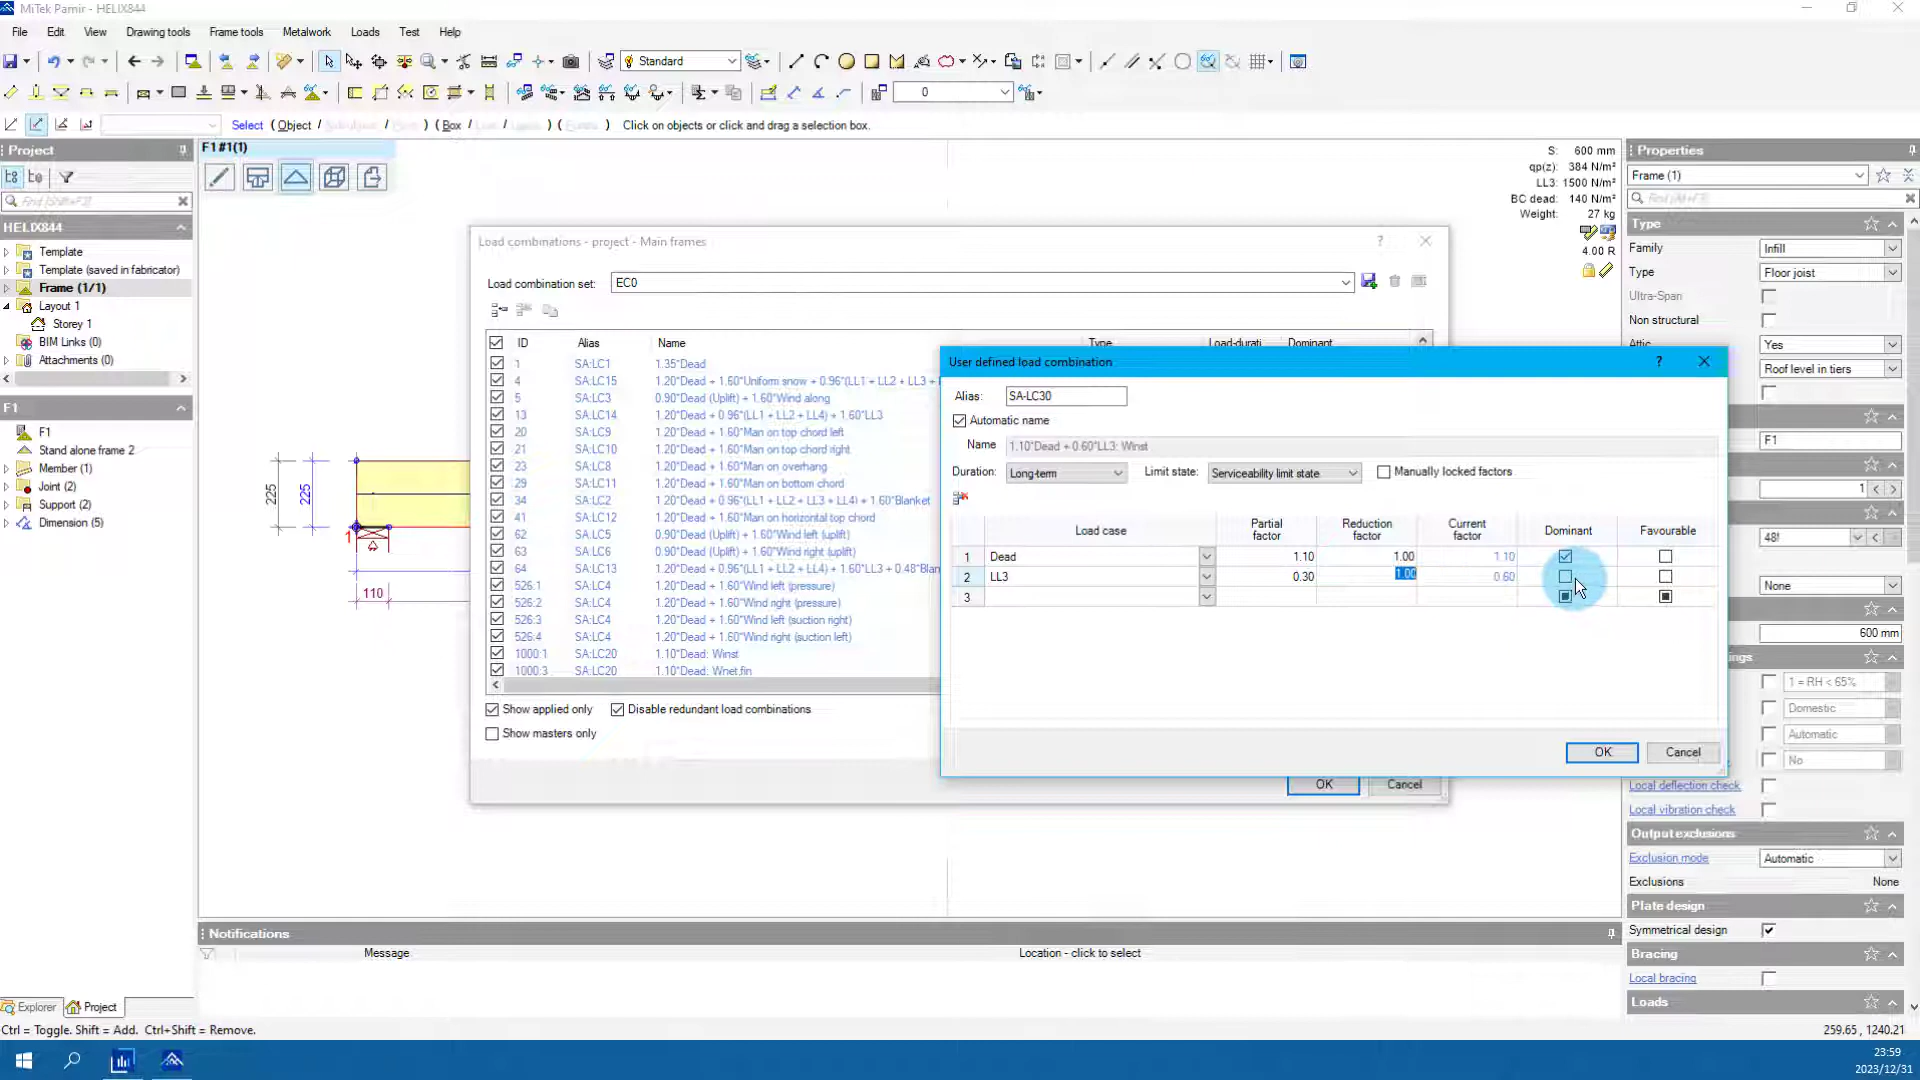 MiTek Pamir - HELIX844
File Edit View Drawing tools Frame tools Metalwork Loads Test Help
Standard
0
Select ( Object / ) ( Box / ) ( ) Click on objects or click and drag a selection box.
Project
Find [Shift+F3]
HELIX844
Template
Template (saved in fabricator)
Frame (1/1)
Layout 1
Storey 1
BIM Links (0)
Attachments (0)
F1
F1
Stand alone frame 2
Member (1)
Joint (2)
Support (2)
Dimension (5)
Explorer Project
F1#1(1)
225
225
1
110
S: 600 mm
qp(z): 384 N/m²
LL3: 1500 N/m²
BC dead: 140 N/m²
Weight: 27 kg
4.00 R
Load combinations - project - Main frames
? 
Load combination set: EC0
ID Alias Name Type Load-durati Dominant
1 SA:LC1 1.35*Dead
4 SA:LC15 1.20*Dead + 1.60*Uniform snow + 0.96*(LL1 + LL2 + LL3 +
5 SA:LC3 0.90*Dead (Uplift) + 1.60*Wind along
13 SA:LC14 1.20*Dead + 0.96*(LL1 + LL2 + LL4) + 1.60*LL3
20 SA:LC9 1.20*Dead + 1.60*Man on top chord left
21 SA:LC10 1.20*Dead + 1.60*Man on top chord right
23 SA:LC8 1.20*Dead + 1.60*Man on overhang
29 SA:LC11 1.20*Dead + 1.60*Man on bottom chord
34 SA:LC2 1.20*Dead + 0.96*(LL1 + LL2 + LL3 + LL4) + 1.60*Blanket
41 SA:LC12 1.20*Dead + 1.60*Man on horizontal top chord
62 SA:LC5 0.90*Dead (Uplift) + 1.60*Wind left (uplift)
63 SA:LC6 0.90*Dead (Uplift) + 1.60*Wind right (uplift)
64 SA:LC13 1.20*Dead + 0.96*(LL1 + LL2 + LL4) + 1.60*LL3 + 0.48*Blan
526:1 SA:LC4 1.20*Dead + 1.60*Wind left (pressure)
526:2 SA:LC4 1.20*Dead + 1.60*Wind right (pressure)
526:3 SA:LC4 1.20*Dead + 1.60*Wind left (suction right)
526:4 SA:LC4 1.20*Dead + 1.60*Wind right (suction left)
1000:1 SA:LC20 1.10*Dead: Winst
1000:3 SA:LC20 1.10*Dead: Wnet,fin
Show applied only Disable redundant load combinations
Show masters only
OK Cancel
User defined load combination
?
Alias: SA-LC30
Automatic name
Name 1.10*Dead + 0.60*LL3: Winst
Duration: Long-term Limit state: Serviceability limit state Manually locked factors
Load case Partial factor Reduction factor Current factor Dominant Favourable
1 Dead 1.10 1.00 1.10
2 LL3 0.30 1.00 0.60
3
OK Cancel
Properties
Frame (1)
Find [Alt+F3]
Type
Family Infill
Type Floor joist
Ultra-Span
Non structural
Attic Yes
Roof level in tiers
F1
1
48!
None
600 mm
ngs
1 = RH < 65%
Domestic
Automatic
No
Local deflection check
Local vibration check
Output exclusions
Exclusion mode Automatic
Exclusions None
Plate design
Symmetrical design
Bracing
Local bracing
Loads
Notifications
Message Location - click to select
Ctrl = Toggle. Shift = Add. Ctrl+Shift = Remove.
259.65 , 1240.21
23:59
2023/12/31